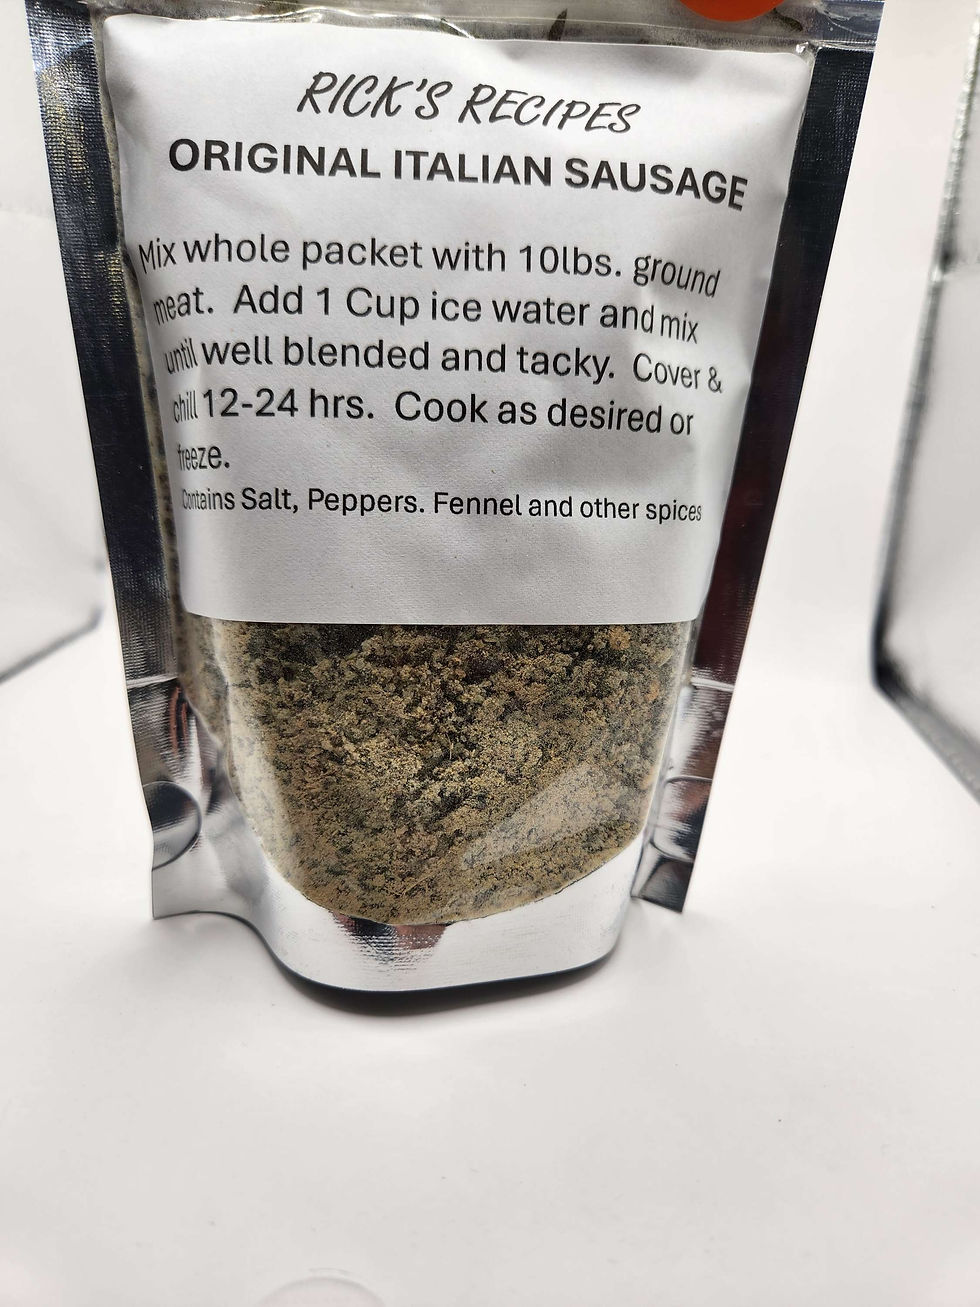 RICK'S RECIPES
ORIGINAL ITALIAN SAUSAGE
Mix whole packet with 10lbs. ground
meat. Add 1 Cup ice water and mix
until well blended and tacky. Cover &
chill 12-24 hrs. Cook as desired or
freeze.
Contains Salt, Peppers. Fennel and other spices